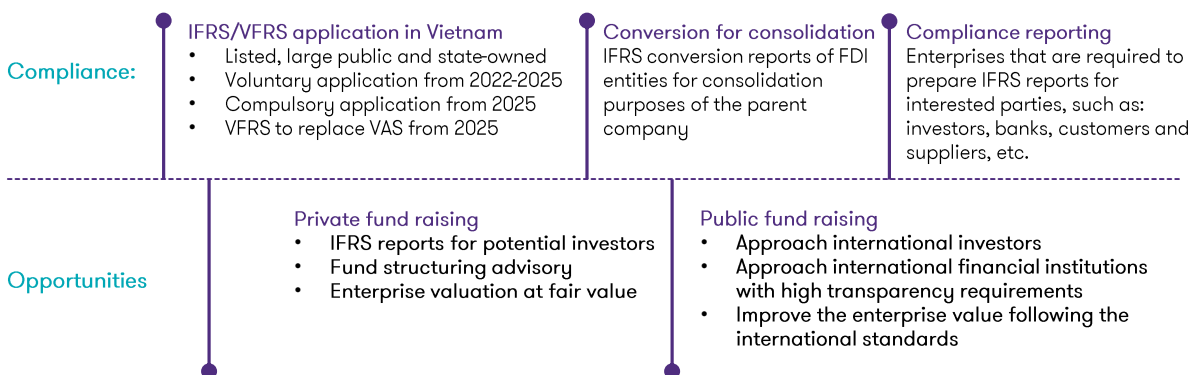 Compliance:
IFRS/VFRS application in Vietnam
• Listed, large public and state-owned
• Voluntary application from 2022-2025
• Compulsory application from 2025
• VFRS to replace VAS from 2025
Conversion for consolidation
IFRS conversion reports of FDI
entities for consolidation
purposes of the parent
company
Compliance reporting
Enterprises that are required to
prepare IFRS reports for
interested parties, such as:
investors, banks, customers and
suppliers, etc.
Opportunities
Private fund raising
• IFRS reports for potential investors
• Fund structuring advisory
• Enterprise valuation at fair value
Public fund raising
• Approach international investors
• Approach international financial institutions
with high transparency requirements
• Improve the enterprise value following the
international standards